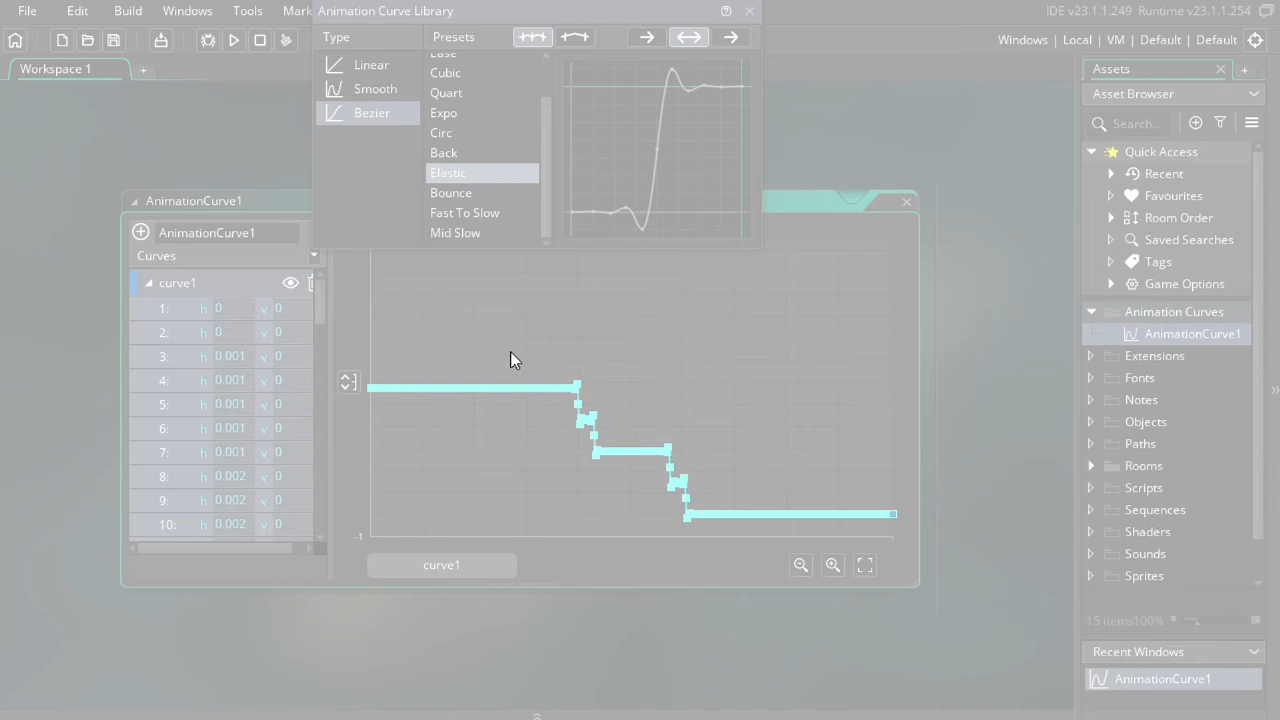 File Edit Build Windows Tools Mark
Animation Curve Library
IDE v23.1.1.249 Runtime v23.1.1.254
Type
Presets
Windows | Local | VM | Default | Default
Workspace 1
Linear
Smooth
Bezier
Ease
Cubic
Quart
Expo
Circ
Back
Elastic
Bounce
Fast To Slow
Mid Slow
AnimationCurve1
AnimationCurve1
Curves
curve1
1: h 0 v 0
2: h 0 v 0
3: h 0.001 v 0
4: h 0.001 v 0
5: h 0.001 v 0
6: h 0.001 v 0
7: h 0.001 v 0
8: h 0.002 v 0
9: h 0.002 v 0
10: h 0.002 v 0
-1
curve1
Assets
Asset Browser
Search...
Quick Access
Recent
Favourites
Room Order
Saved Searches
Tags
Game Options
Animation Curves
AnimationCurve1
Extensions
Fonts
Notes
Objects
Paths
Rooms
Scripts
Sequences
Shaders
Sounds
Sprites
15 items 100%
Recent Windows
AnimationCurve1